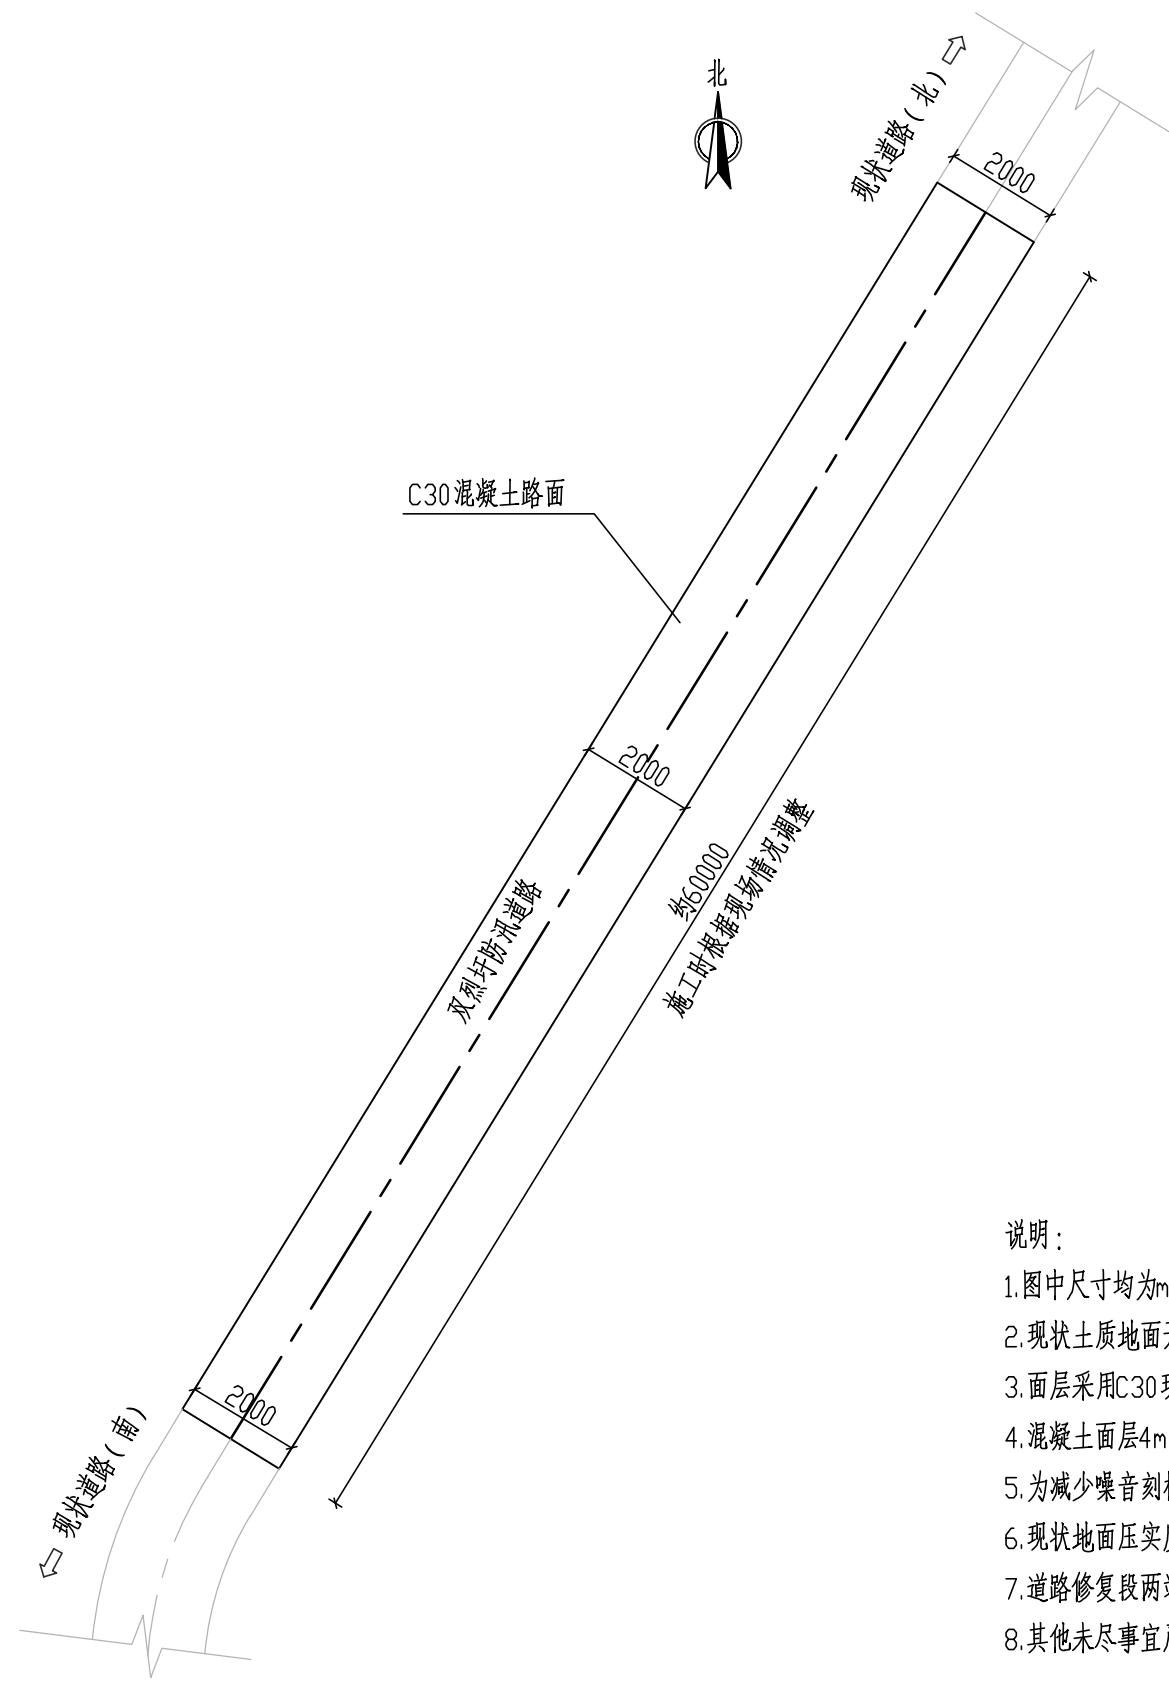 北
现状道路(北)
2000
C30混凝土路面
2000
双烈圩防汛道路
约60000
施工时根据现场情况调整
2000
现状道路(南)
说明:
1.图中尺寸均为m
2.现状土质地面
3.面层采用C30
4.混凝土面层4m
5.为减少噪音刻
6.现状地面压实
7.道路修复段两
8.其他未尽事宜